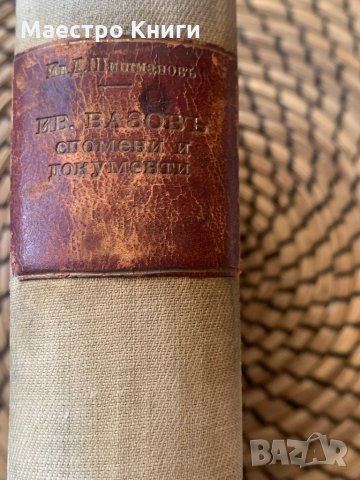 Маестро Книги
Ив. Д. Шишмановъ
ИВ. ВАЗОВЪ
СПОМЕНИ И
ДОКУМЕНТИ
BAZAR